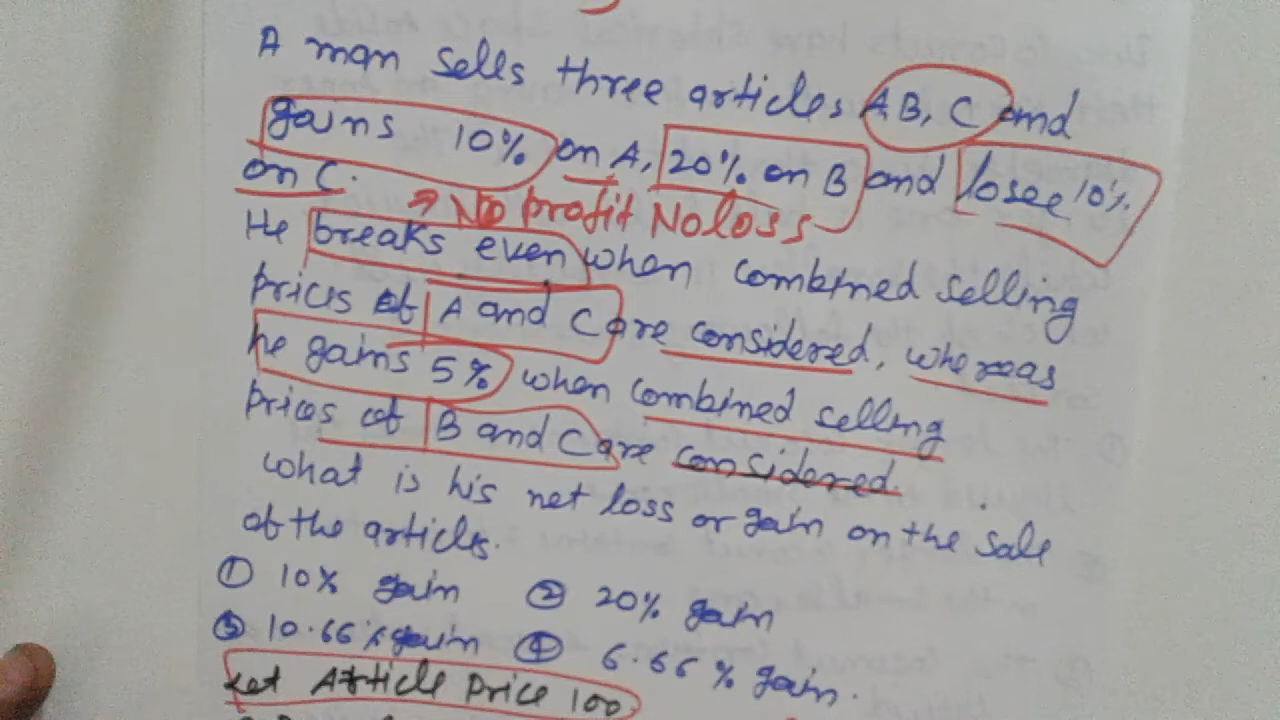 A man sells three articles A B, C and
gains 10% on A, 20% on B and losee 10%
on C.
→ No profit No loss
He breaks even when combined selling
prices of A and C are considered, whereas
he gains 5% when combined selling
prices of B and C are considered.
what is his net loss or gain on the sale
of the articles.
① 10% gain ② 20% gain
③ 10.66% gain ④ 6.66% gain.
Let Article Price 100